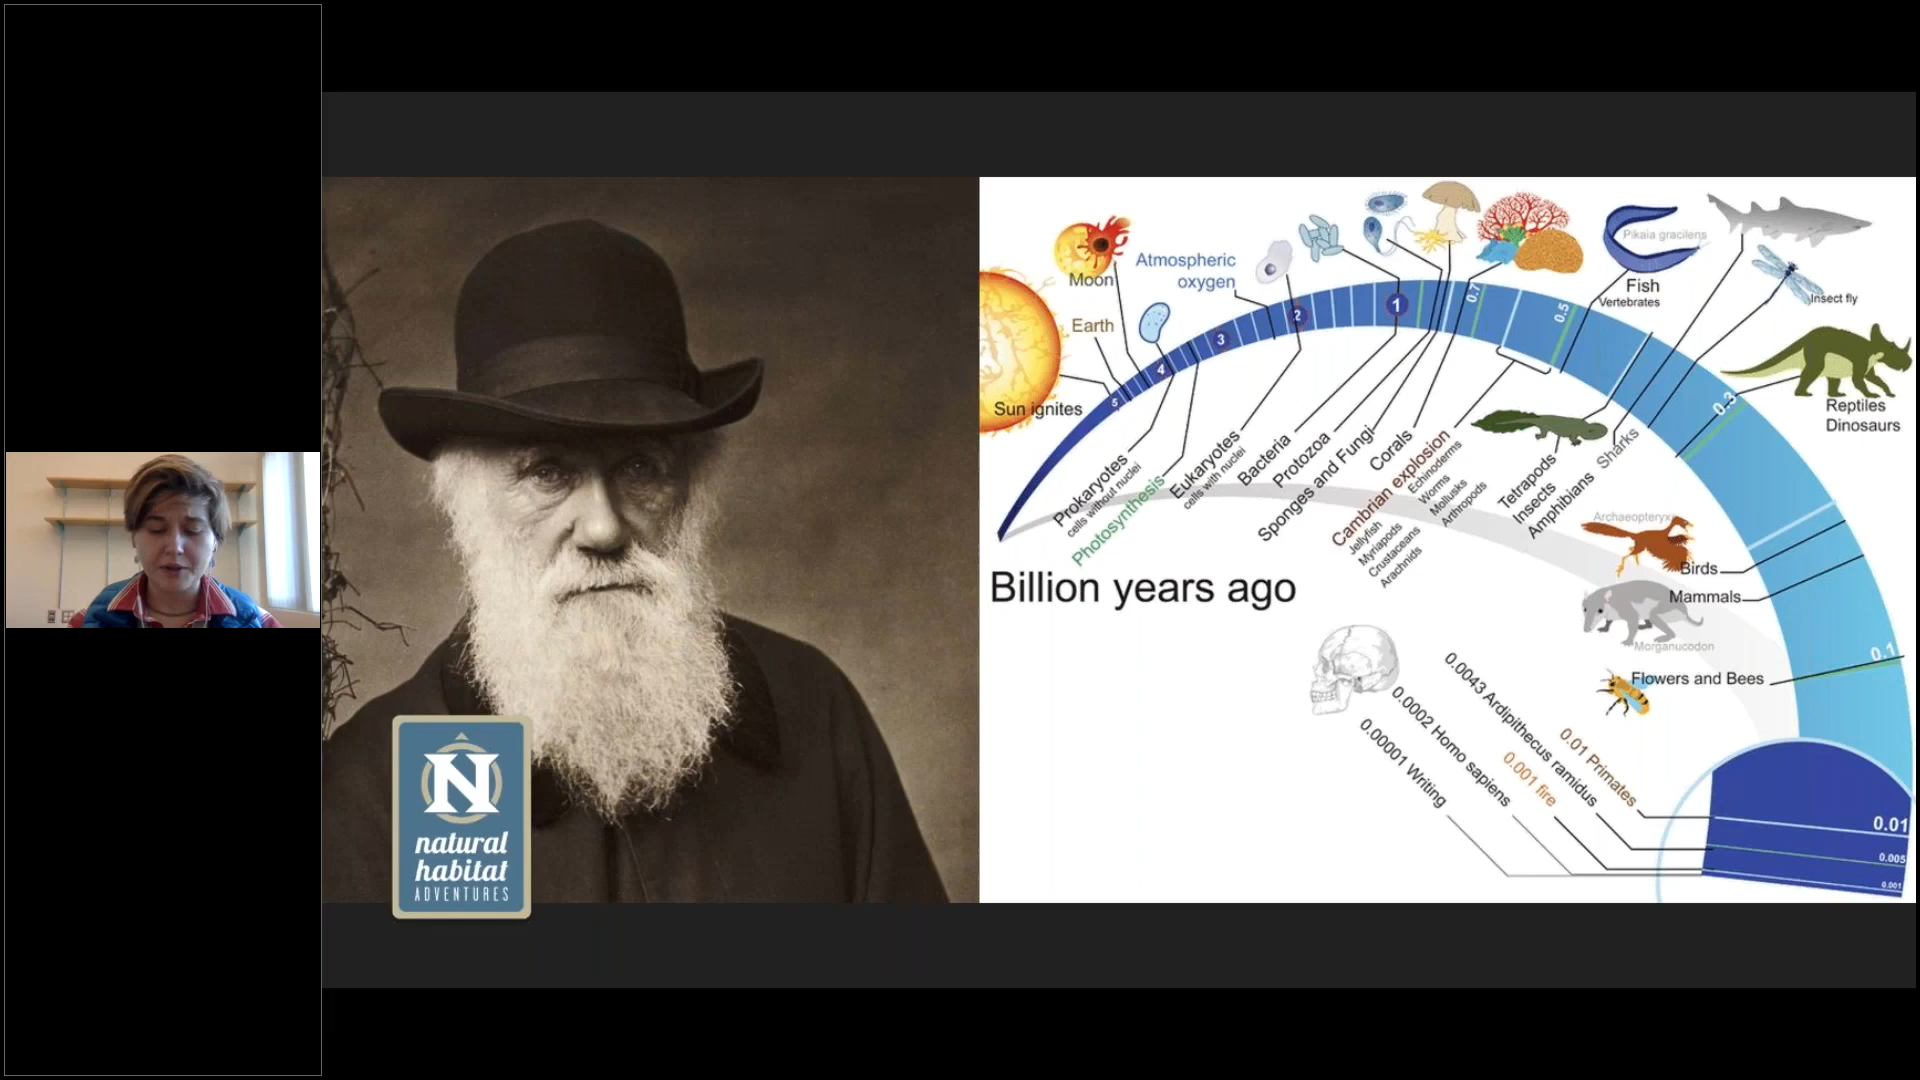 natural
habitat
ADVENTURES
Moon
Atmospheric
oxygen
Earth
Sun ignites
Pikaia gracilens
Fish
Vertebrates
Insect fly
Reptiles
Dinosaurs
5
4
3
2
1
0.7
0.5
0.3
0.1
Prokaryotes
cells without nuclei
Photosynthesis
Eukaryotes
cells with nuclei
Bacteria
Protozoa
Sponges and Fungi
Corals
Cambrian explosion
Echinoderms
Worms
Mollusks
Arthropods
Jellyfish
Myriapods
Crustaceans
Arachnids
Tetrapods
Insects
Amphibians
Sharks
Billion years ago
Archaeopteryx
Birds
Mammals
Morganucodon
Flowers and Bees
0.01 Primates
0.0043 Ardipithecus ramidus
0.001 fire
0.0002 Homo sapiens
0.00001 Writing
0.01
0.005
0.001